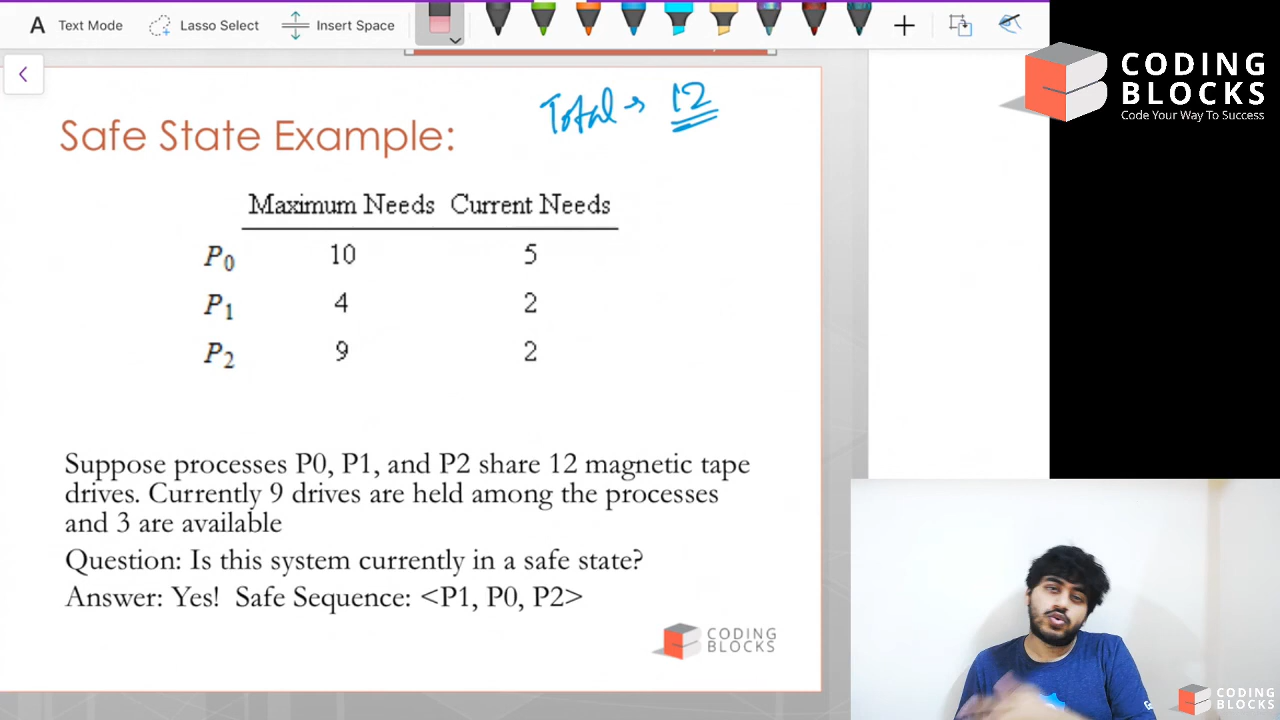 A Text Mode Lasso Select Insert Space
CODING
BLOCKS
Code Your Way To Success
Total → 12
Safe State Example:
Maximum Needs Current Needs
P0 10 5
P1 4 2
P2 9 2
Suppose processes P0, P1, and P2 share 12 magnetic tape
drives. Currently 9 drives are held among the processes
and 3 are available
Question: Is this system currently in a safe state?
Answer: Yes! Safe Sequence: <P1, P0, P2>
CODING
BLOCKS
CODING
BLOCKS